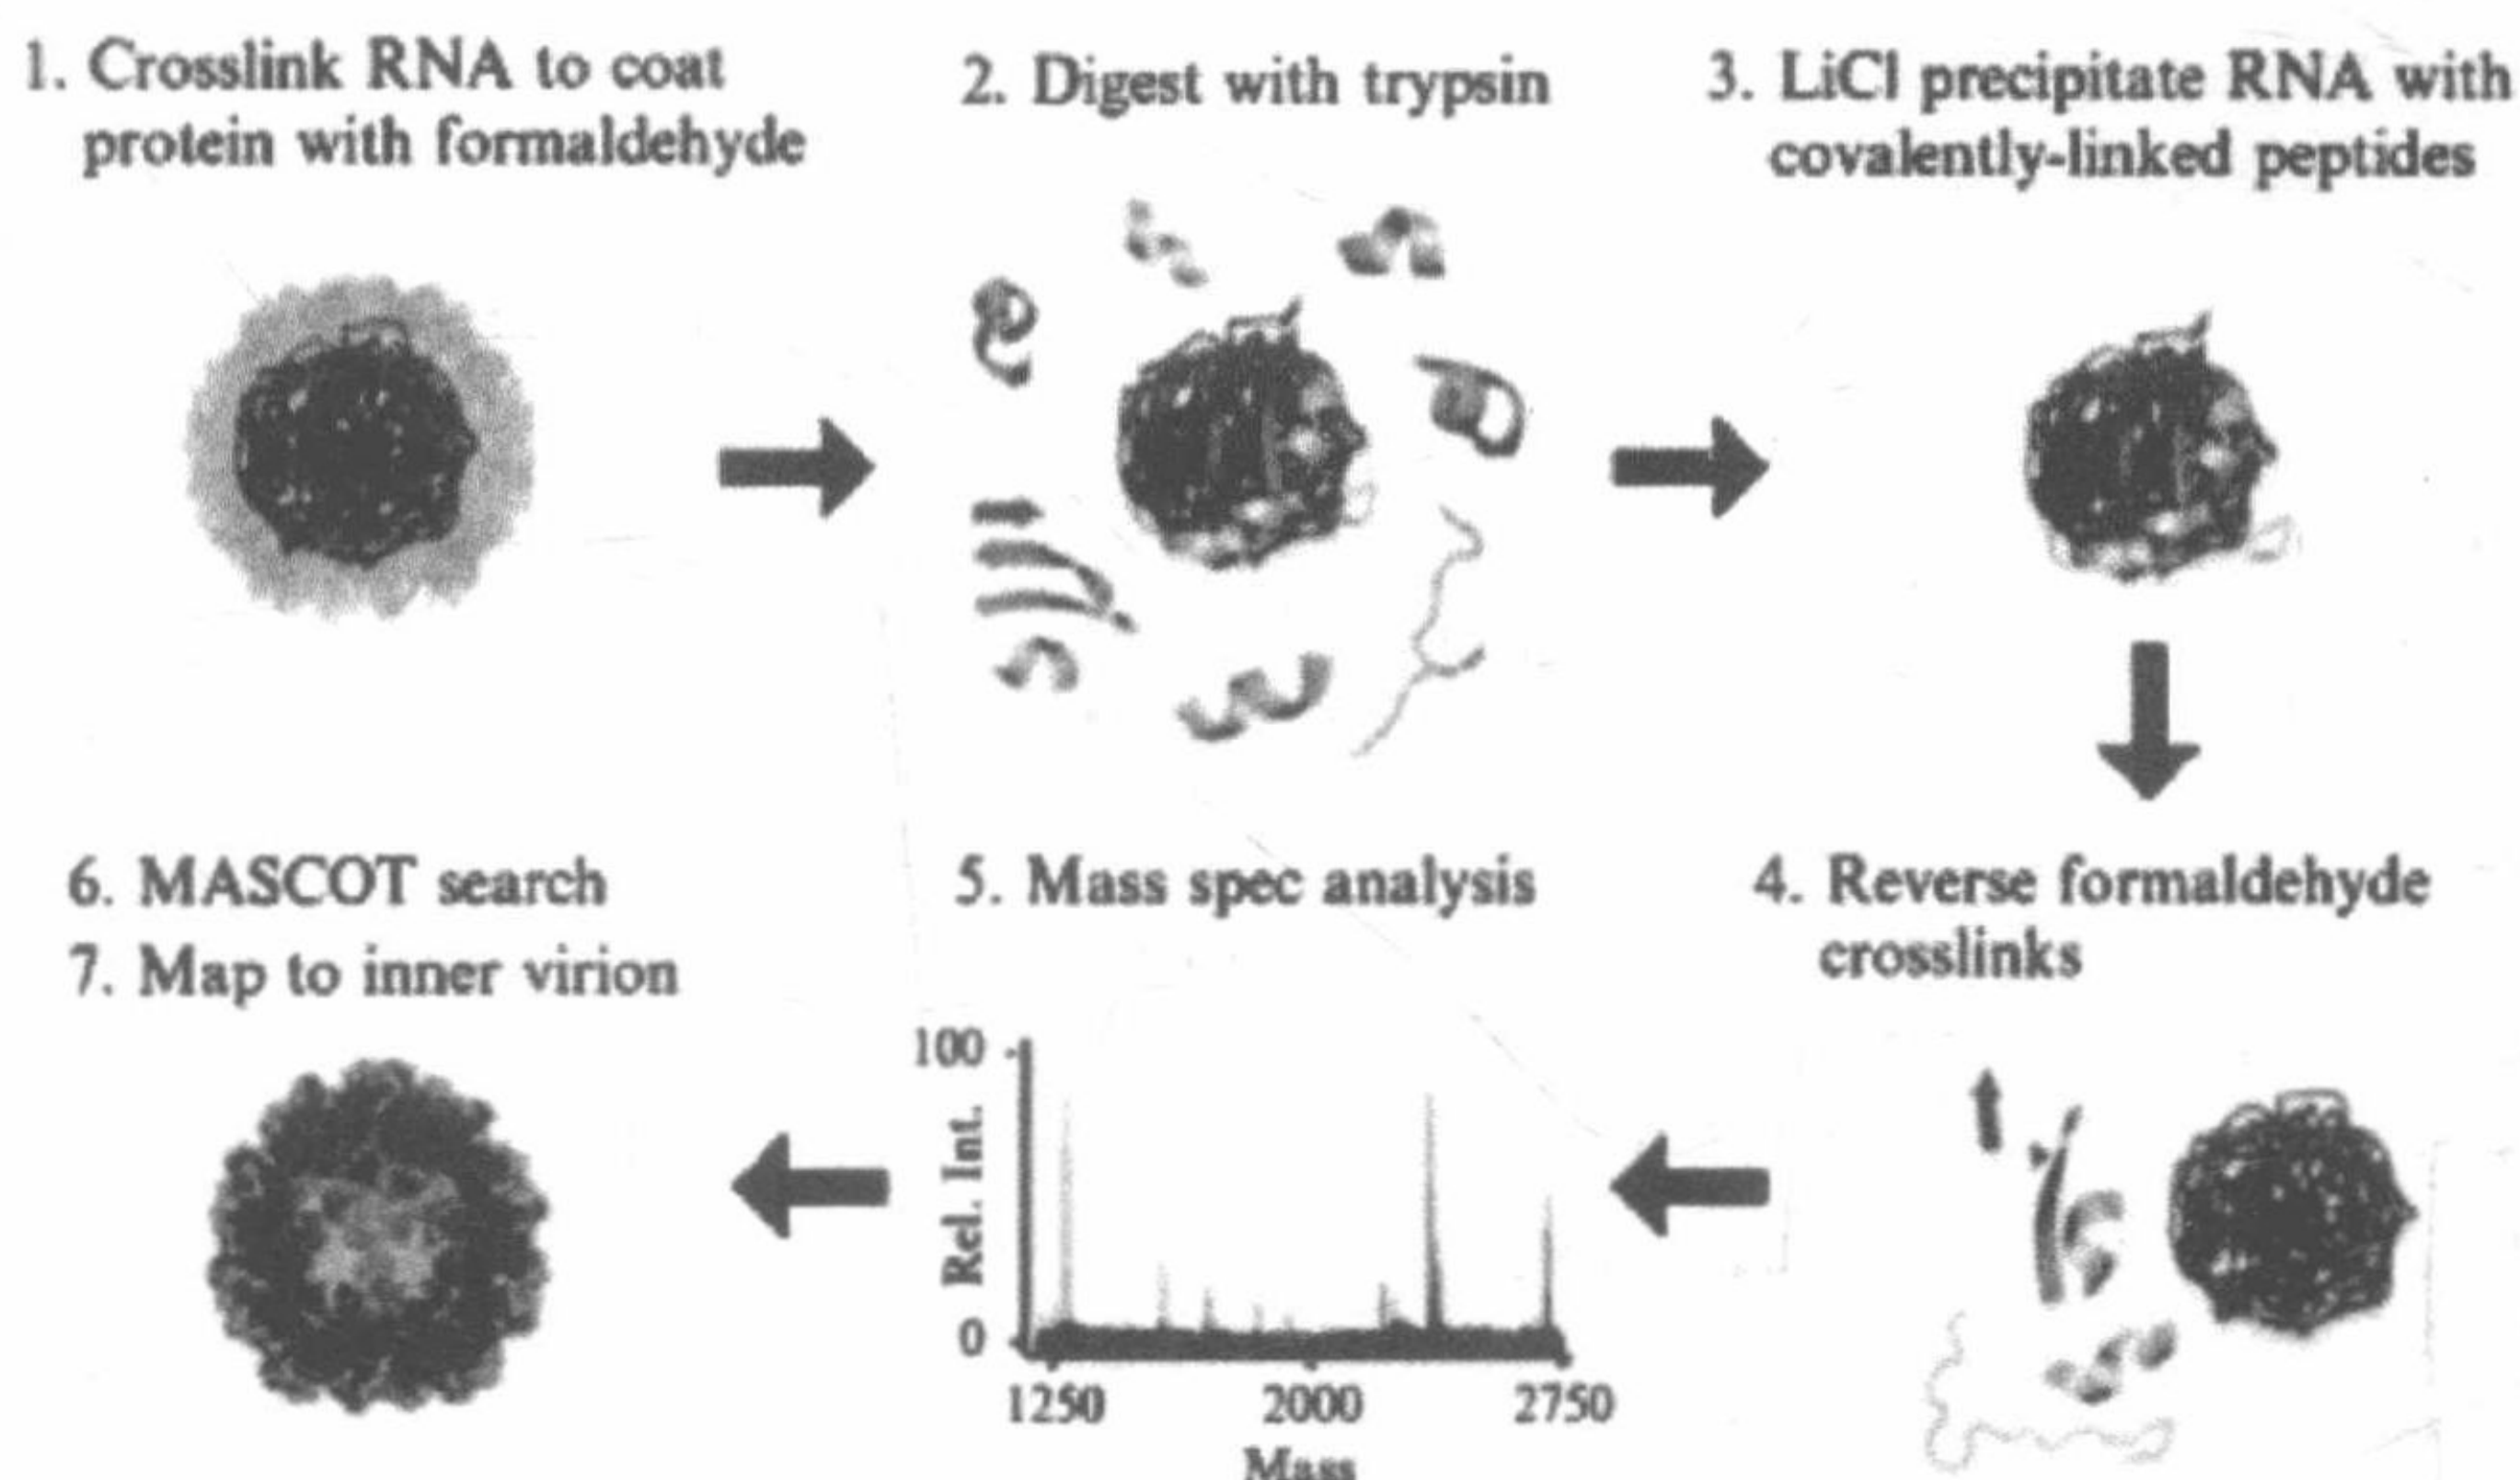 1. Crosslink RNA to coat
protein with formaldehyde
2. Digest with trypsin
3. LiCl precipitate RNA with
covalently-linked peptides
4. Reverse formaldehyde
crosslinks
5. Mass spec analysis
100
Rel. Int.
0
1250 2000 2750
Mass
6. MASCOT search
7. Map to inner virion